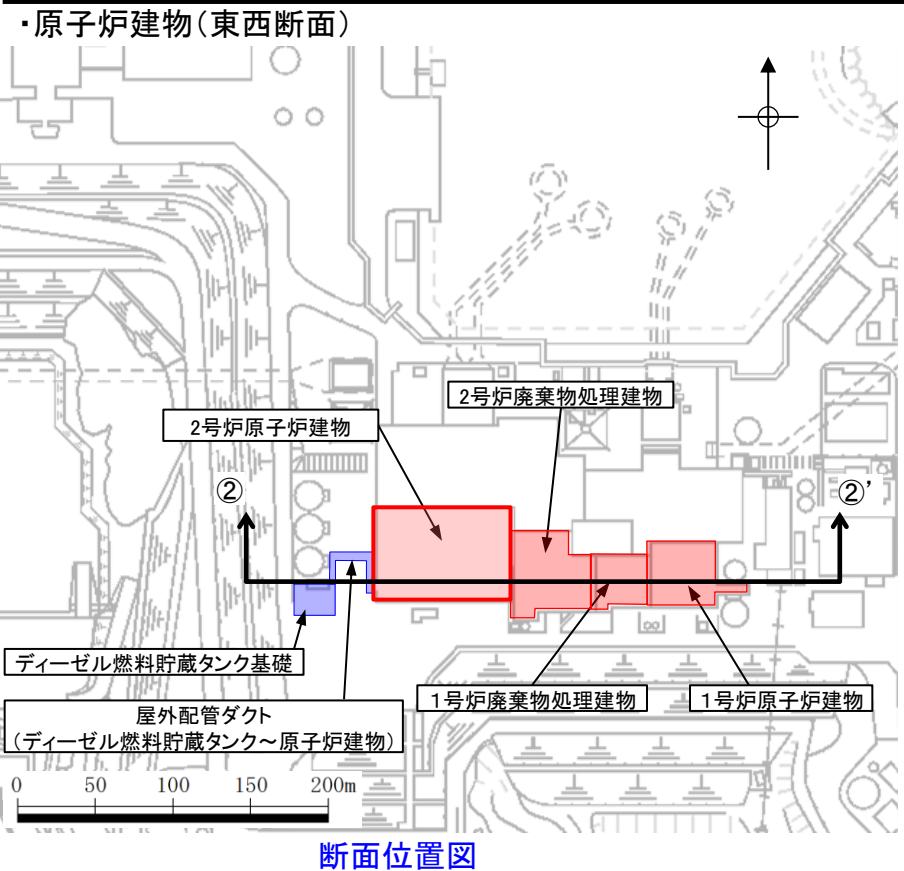 ・原子炉建物(東西断面)
2号炉廃棄物処理建物
2号炉原子炉建物
②
②’
ディーゼル燃料貯蔵タンク基礎
1号炉廃棄物処理建物
1号炉原子炉建物
屋外配管ダクト
(ディーゼル燃料貯蔵タンク～原子炉建物)
0 50 100 150 200m
断面位置図